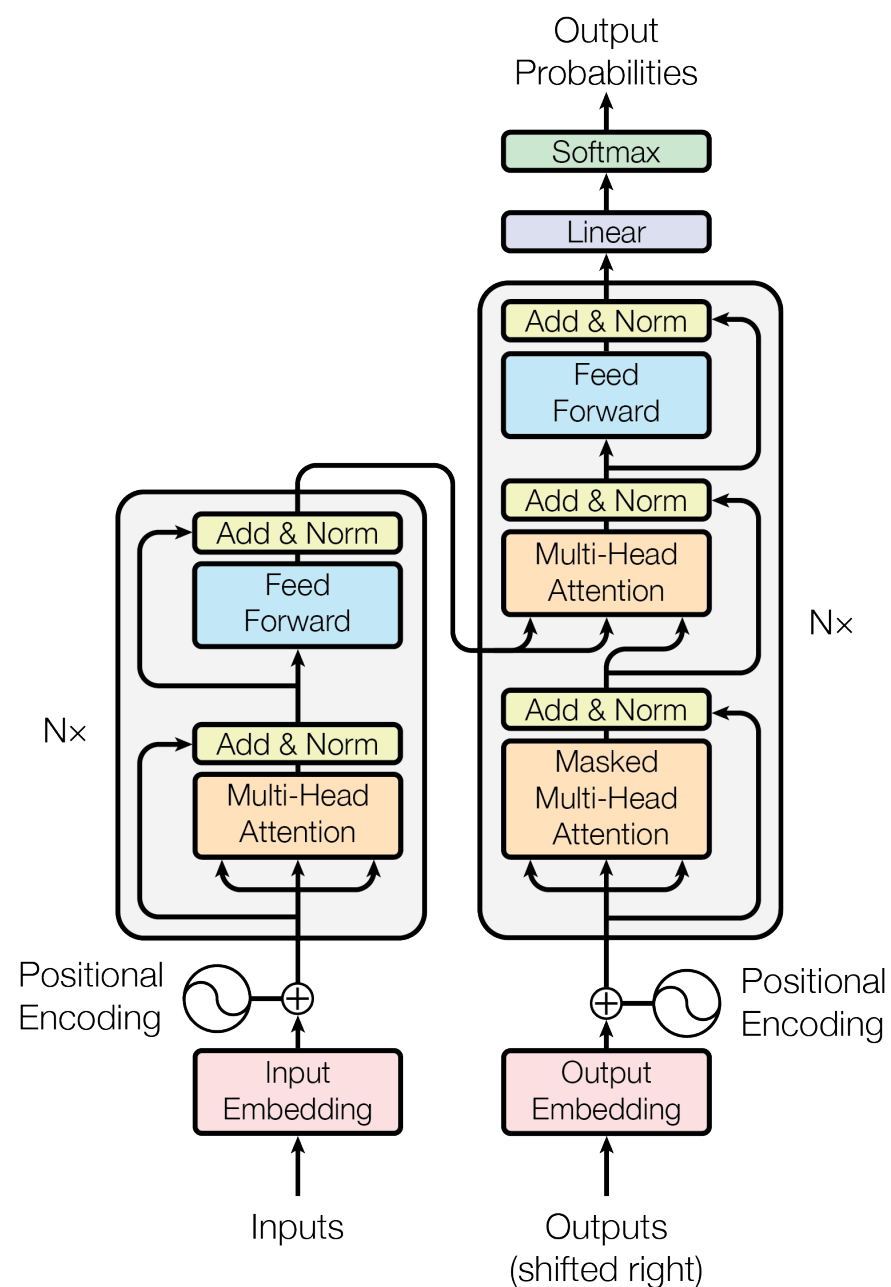 Output
Probabilities
Softmax
Linear
Add & Norm
Feed
Forward
Add & Norm
Multi-Head
Attention
Add & Norm
Masked
Multi-Head
Attention
Nx
Add & Norm
Feed
Forward
Add & Norm
Multi-Head
Attention
Nx
Positional
Encoding
Positional
Encoding
Input
Embedding
Output
Embedding
Inputs
Outputs
(shifted right)